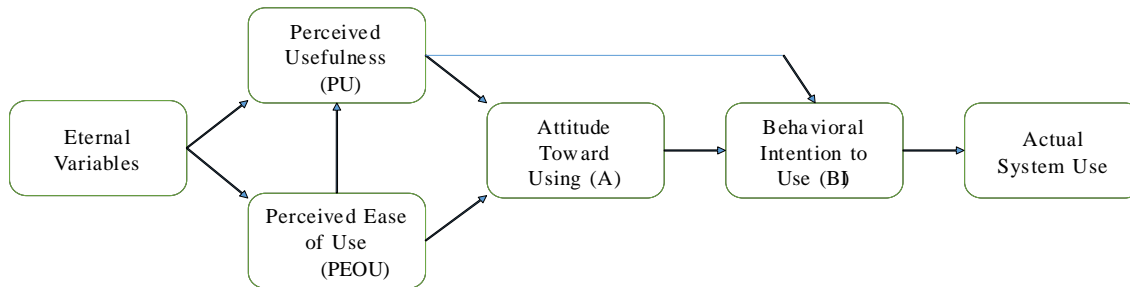 Perceived
Usefulness
(PU)
Eternal
Variables
Attitude
Toward
Using (A)
Behavioral
Intention to
Use (BI)
Actual
System Use
Perceived Ease
of Use
(PEOU)